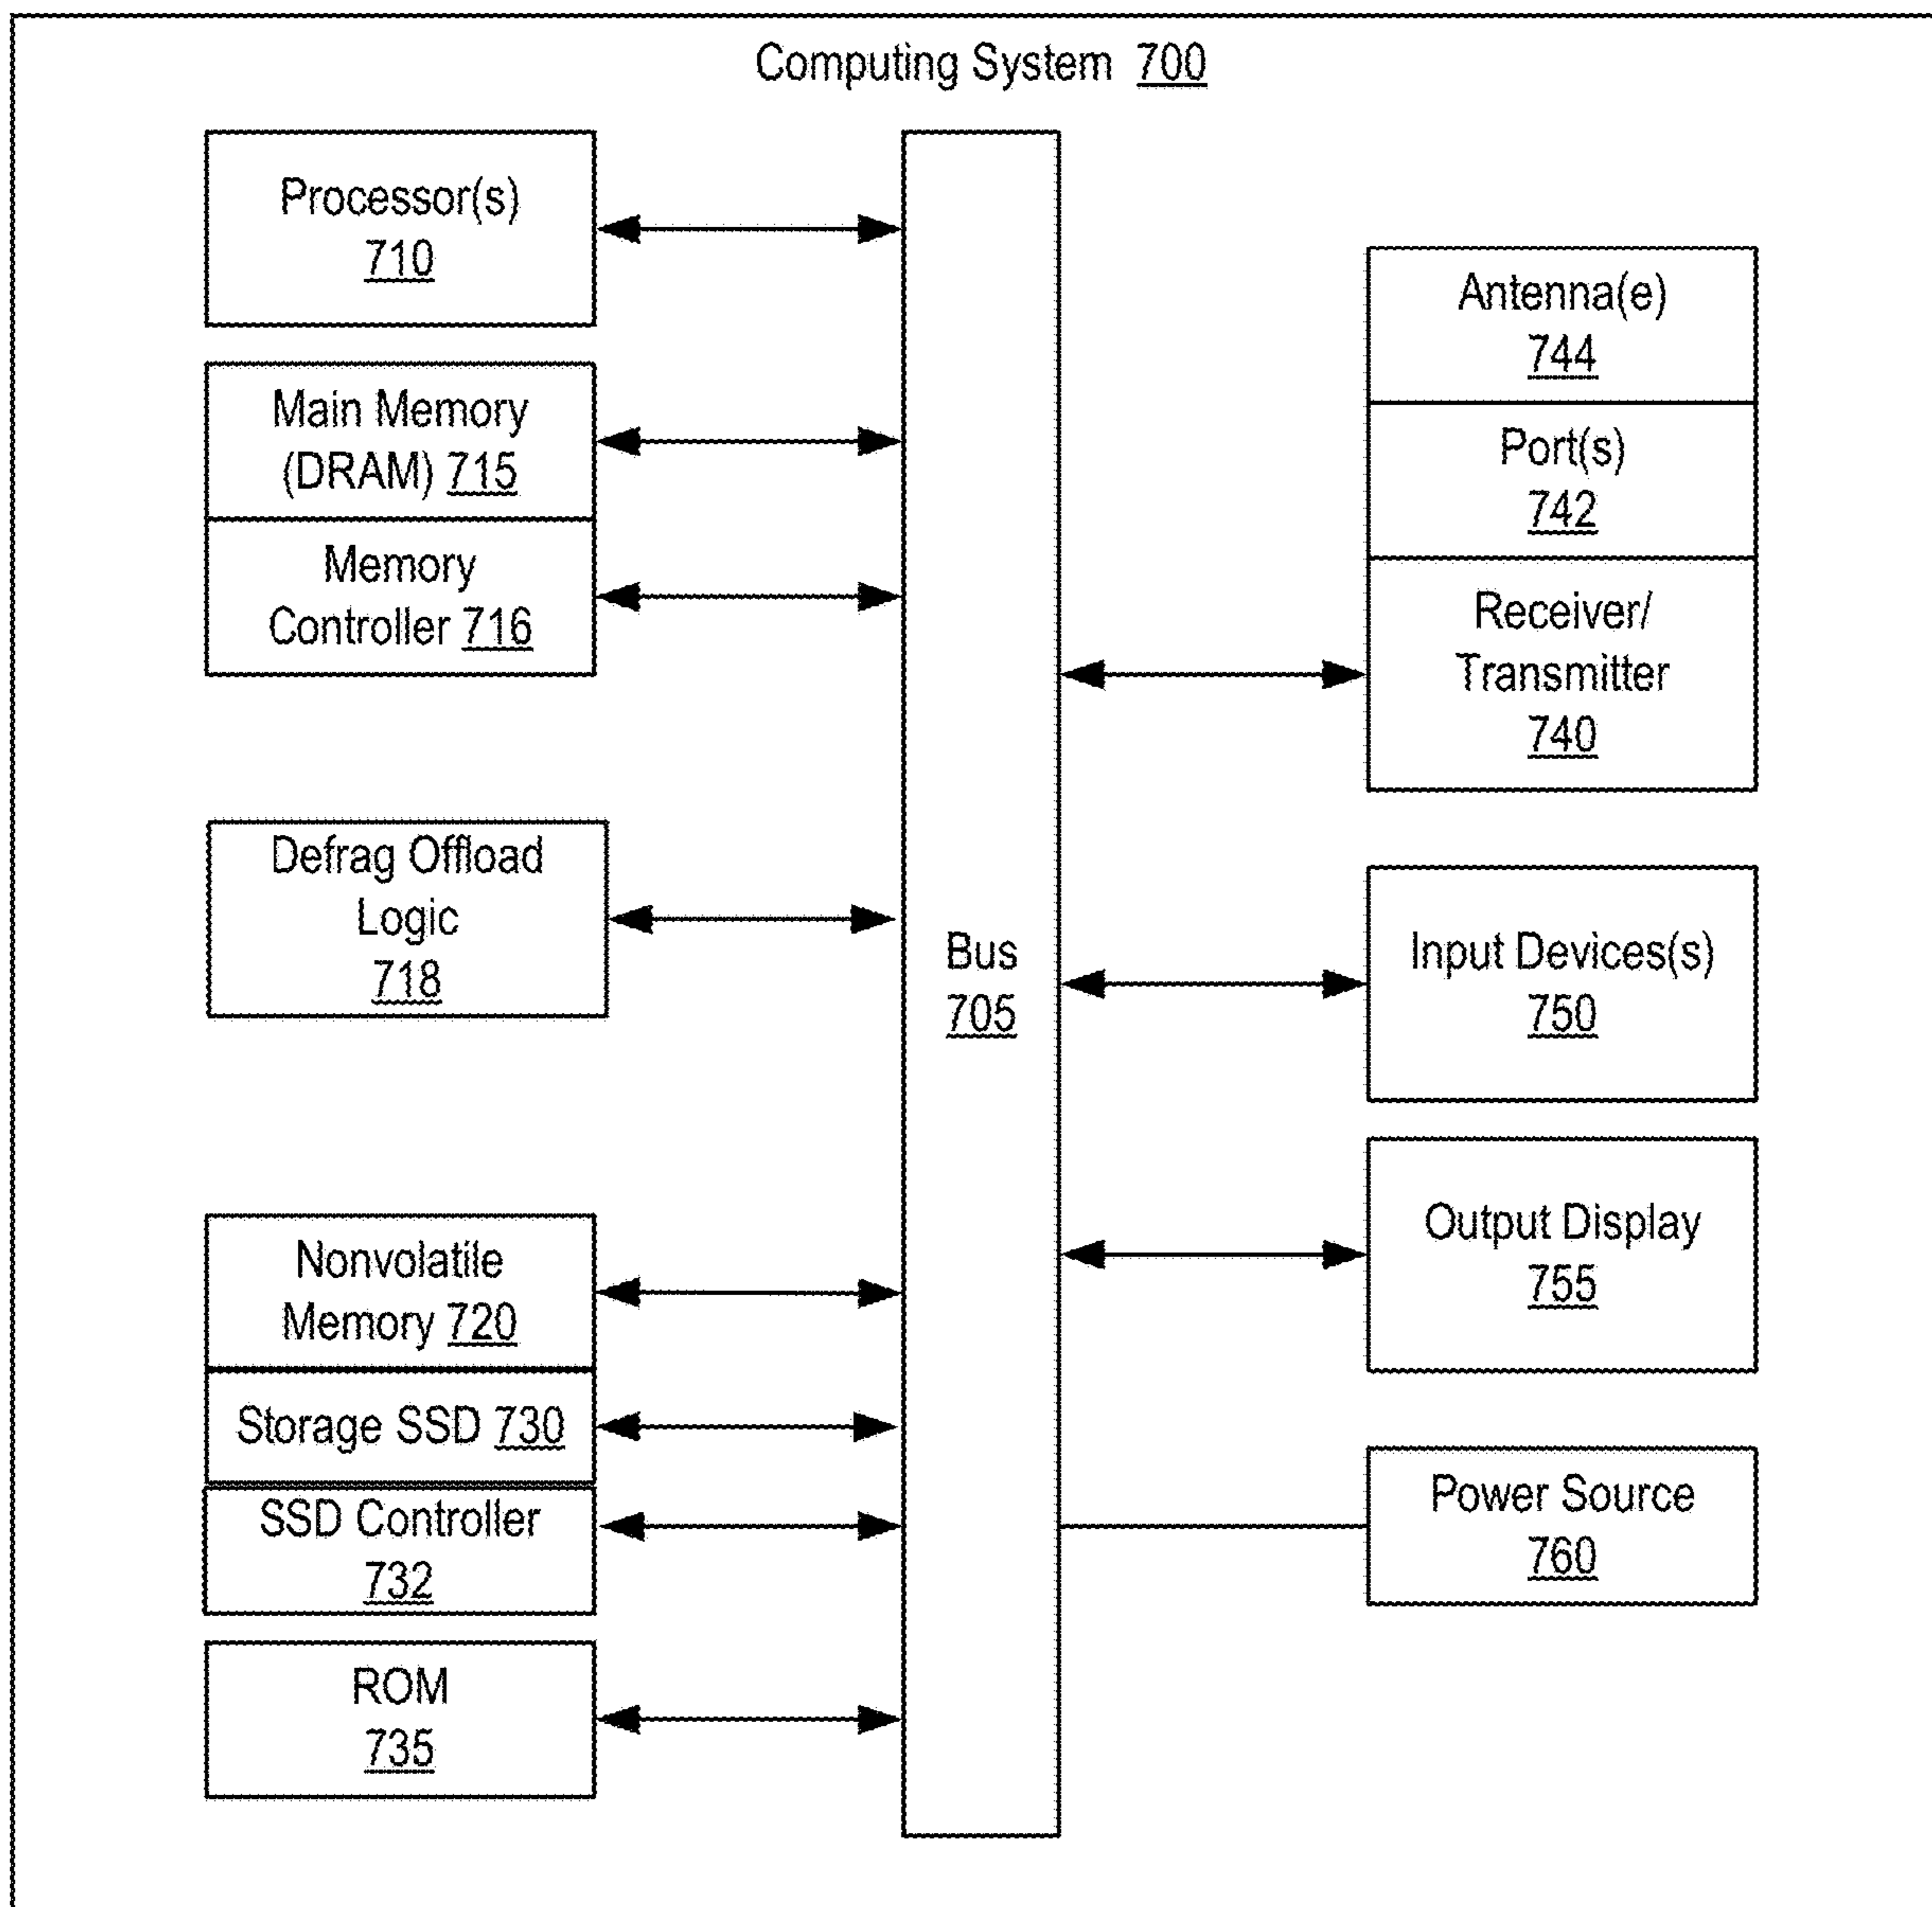 Computing System 700
Processor(s)
710
Main Memory
(DRAM) 715
Memory
Controller 716
Defrag Offload
Logic
718
Nonvolatile
Memory 720
Storage SSD 730
SSD Controller
732
ROM
735
Bus
705
Antenna(e)
744
Port(s)
742
Receiver/
Transmitter
740
Input Devices(s)
750
Output Display
755
Power Source
760